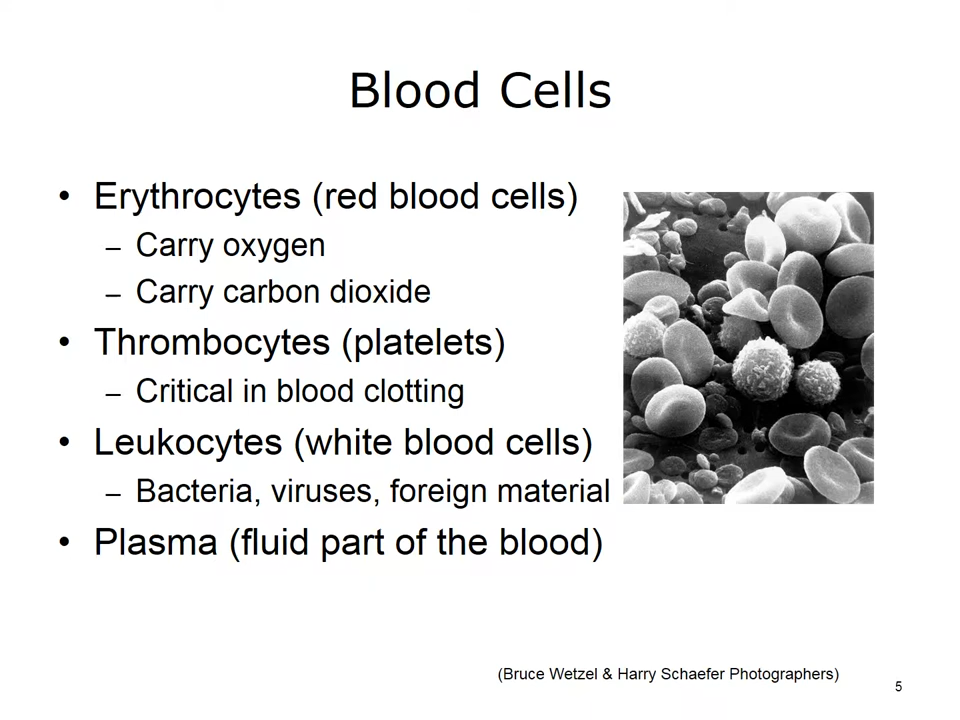 Blood Cells
• Erythrocytes (red blood cells)
– Carry oxygen
– Carry carbon dioxide
• Thrombocytes (platelets)
– Critical in blood clotting
• Leukocytes (white blood cells)
– Bacteria, viruses, foreign material
• Plasma (fluid part of the blood)
(Bruce Wetzel & Harry Schaefer Photographers)
5